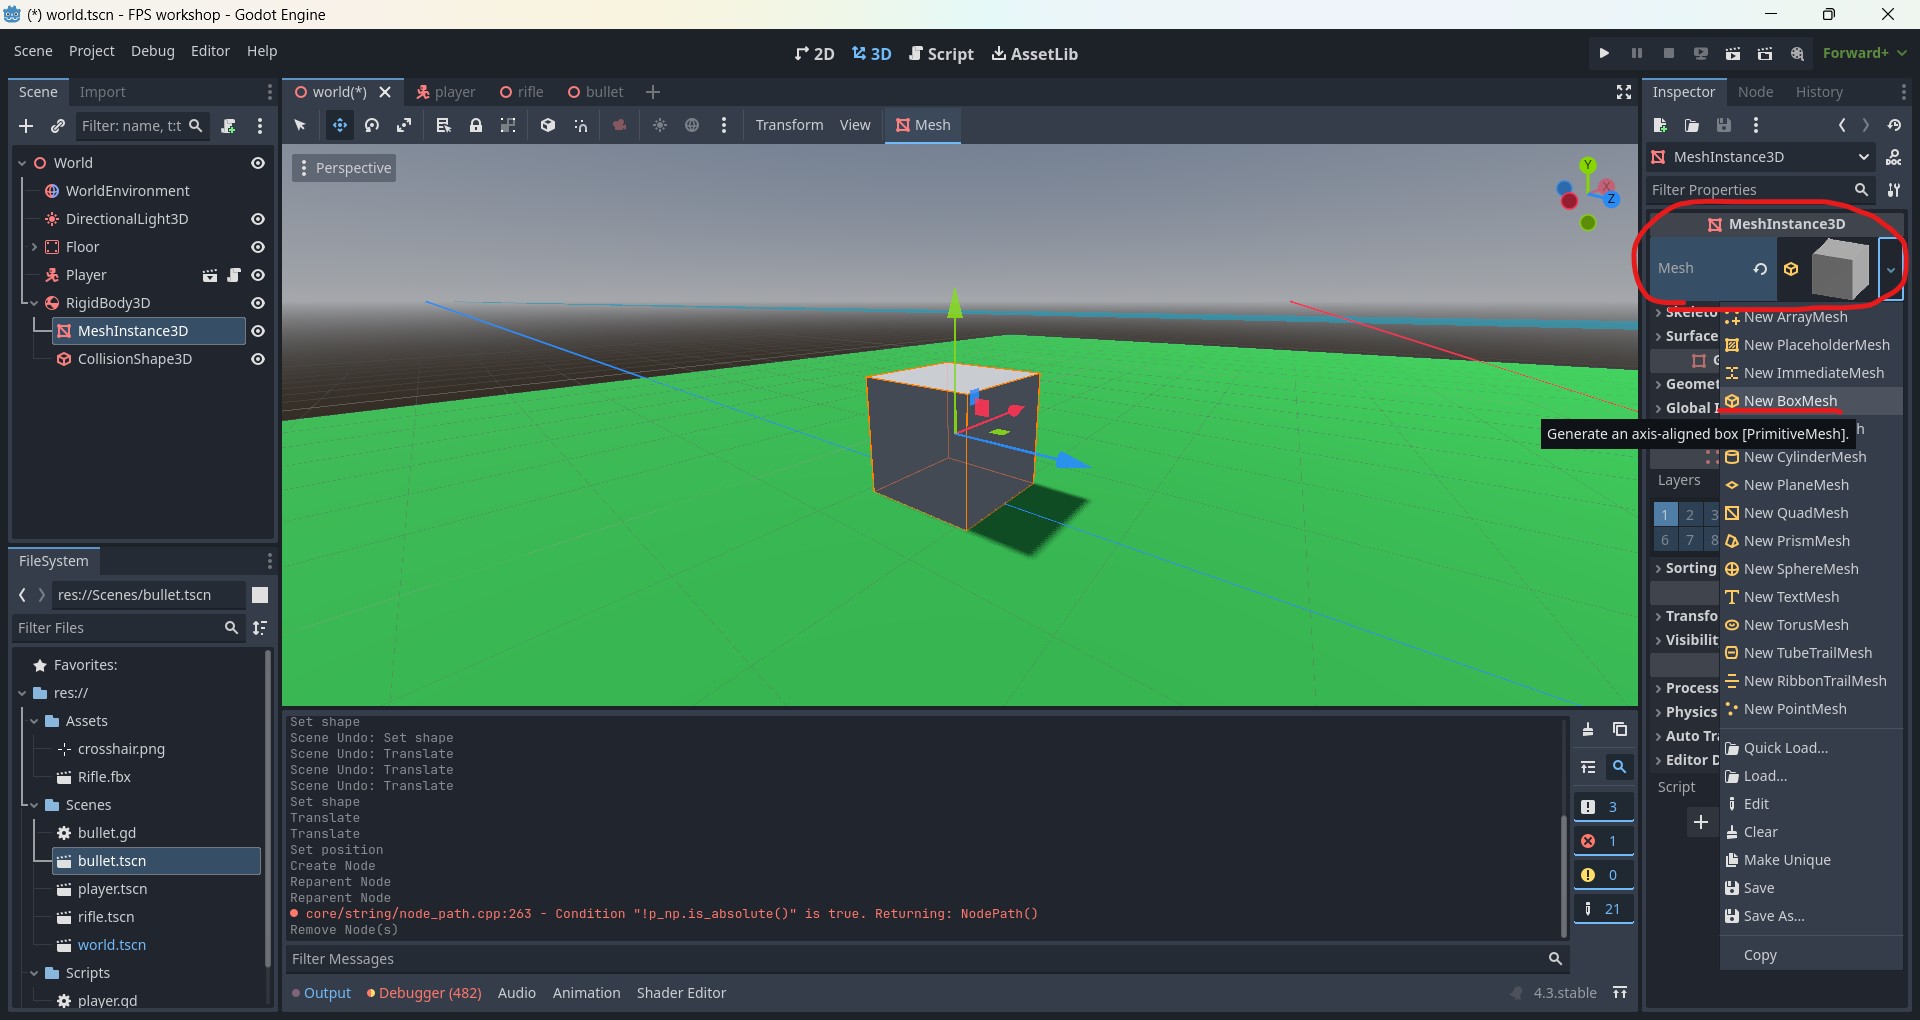 (*) world.tscn - FPS workshop - Godot Engine
Scene Project Debug Editor Help
2D 3D Script AssetLib
Forward+
Scene Import
world(*) player rifle bullet
Inspector Node History
Filter: name, t:t
Transform View Mesh
World
WorldEnvironment
DirectionalLight3D
Floor
Player
RigidBody3D
MeshInstance3D
CollisionShape3D
Perspective
Y
X
Z
MeshInstance3D
Filter Properties
MeshInstance3D
Mesh
Skeleto
Surface
G
Geomet
Global I
Layers
1 2 3
6 7 8
Sorting
Transfo
Visibilit
Process
Physics
Auto Tra
Editor D
Script
New ArrayMesh
New PlaceholderMesh
New ImmediateMesh
New BoxMesh
Generate an axis-aligned box [PrimitiveMesh].
h
New CylinderMesh
New PlaneMesh
New QuadMesh
New PrismMesh
New SphereMesh
New TextMesh
New TorusMesh
New TubeTrailMesh
New RibbonTrailMesh
New PointMesh
Quick Load...
Load...
Edit
Clear
Make Unique
Save
Save As...
Copy
FileSystem
res://Scenes/bullet.tscn
Filter Files
Favorites:
res://
Assets
crosshair.png
Rifle.fbx
Scenes
bullet.gd
bullet.tscn
player.tscn
rifle.tscn
world.tscn
Scripts
player.gd
Set shape
Scene Undo: Set shape
Scene Undo: Translate
Scene Undo: Translate
Scene Undo: Translate
Set shape
Translate
Translate
Set position
Create Node
Reparent Node
Reparent Node
core/string/node_path.cpp:263 - Condition "!p_np.is_absolute()" is true. Returning: NodePath()
Remove Node(s)
3
1
0
21
Filter Messages
Output Debugger (482) Audio Animation Shader Editor
4.3.stable